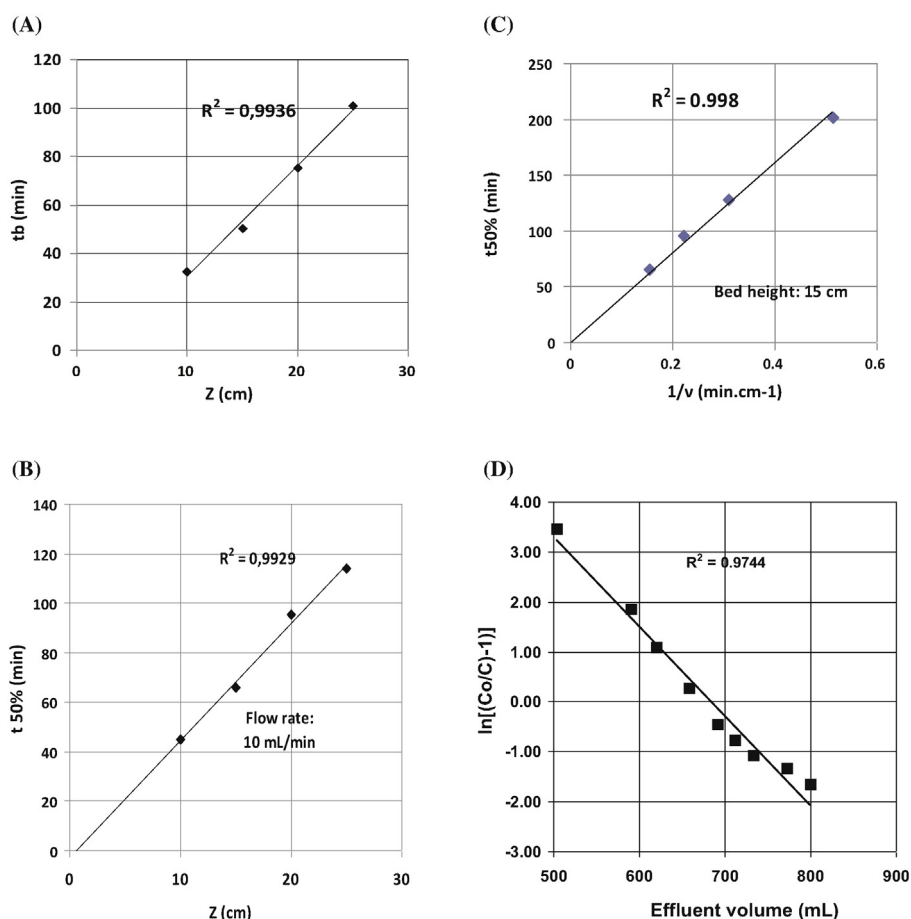 (A)
120
100
80
60
40
20
0
10
20
30
tb (min)
Z (cm)
R² = 0,9936
(C)
250
200
150
100
50
0
0
0.2
0.4
0.6
t50% (min)
1/v (min.cm-1)
R² = 0.998
Bed height: 15 cm
(B)
140
120
100
80
60
40
20
0
0
10
20
30
t 50% (min)
Z (cm)
R² = 0,9929
Flow rate:
10 mL/min
(D)
4.00
3.00
2.00
1.00
0.00
-1.00
-2.00
-3.00
500
600
700
800
900
ln[(Co/C)-1)]
Effluent volume (mL)
R² = 0.9744